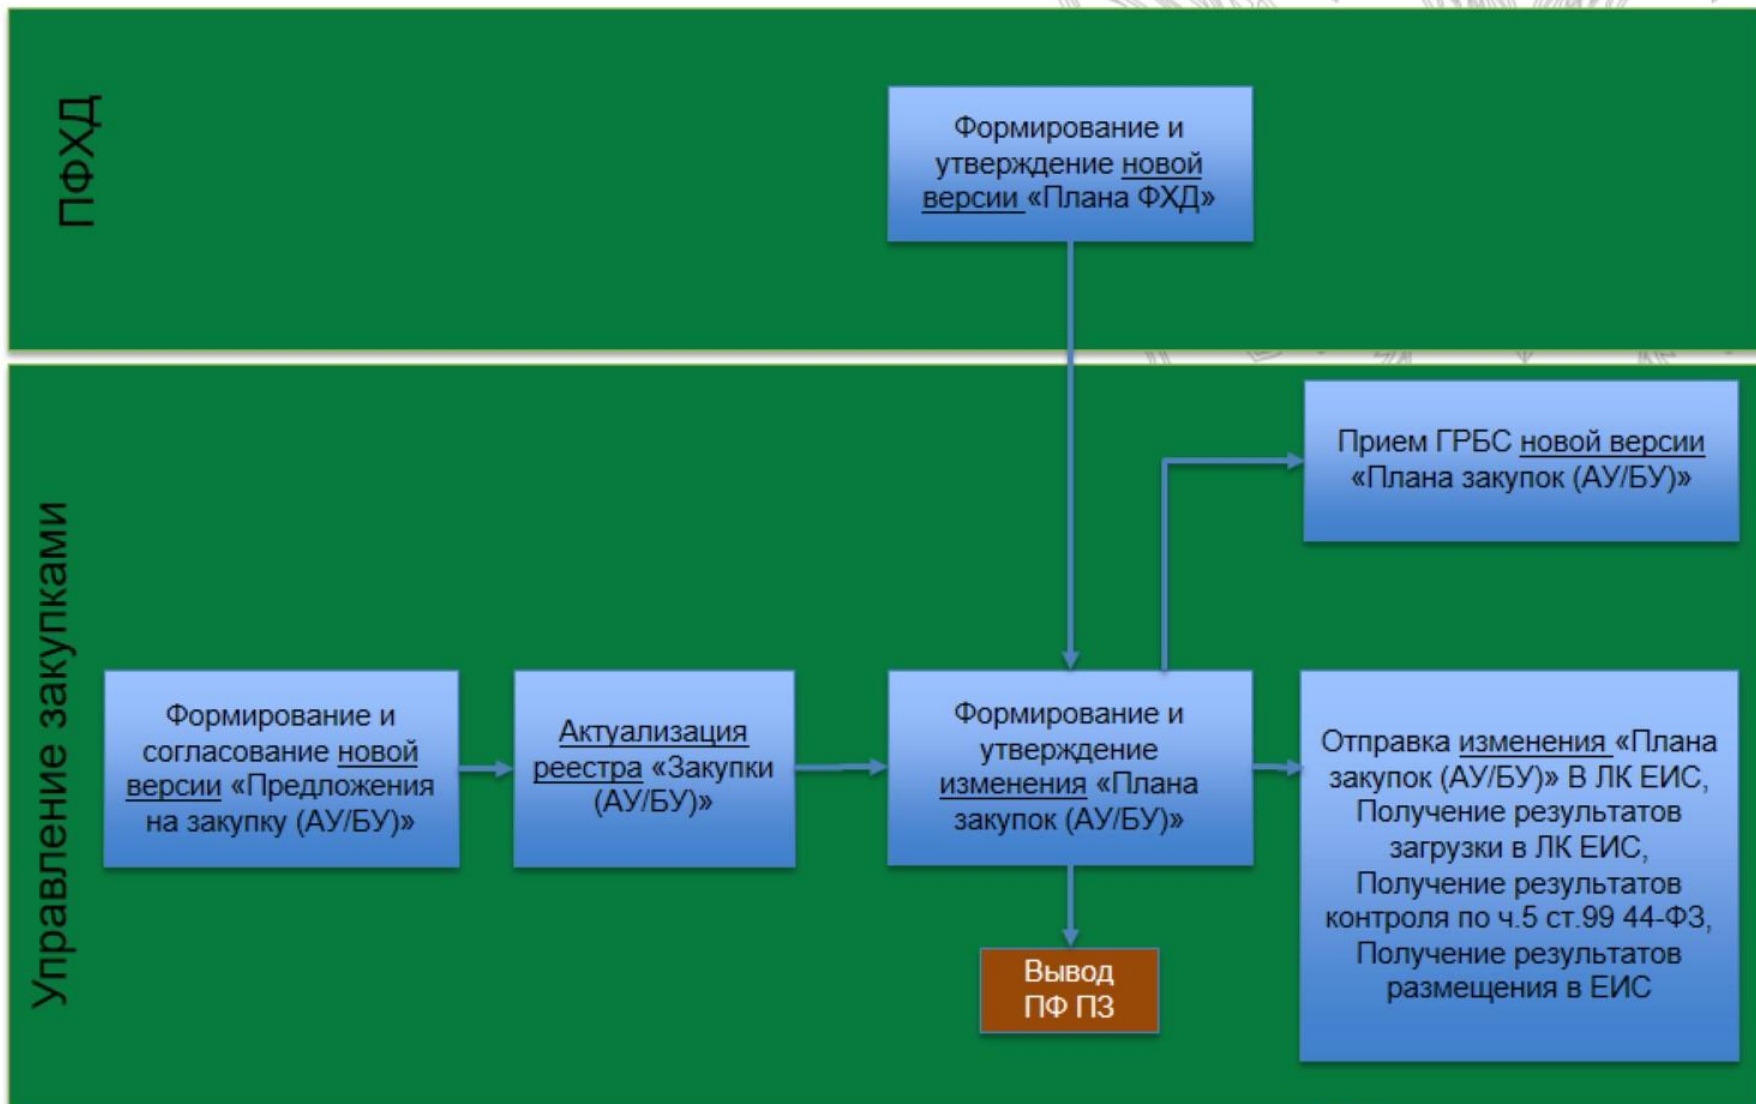 ПФХД
Формирование и
утверждение новой
версии «Плана ФХД»
Управление закупками
Прием ГРБС новой версии
«Плана закупок (АУ/БУ)»
Формирование и
согласование новой
версии «Предложения
на закупку (АУ/БУ)»
Актуализация
реестра «Закупки
(АУ/БУ)»
Формирование и
утверждение
изменения «Плана
закупок (АУ/БУ)»
Отправка изменения «Плана
закупок (АУ/БУ)» В ЛК ЕИС,
Получение результатов
загрузки в ЛК ЕИС,
Получение результатов
контроля по ч.5 ст.99 44-ФЗ,
Получение результатов
размещения в ЕИС
Вывод
ПФ ПЗ